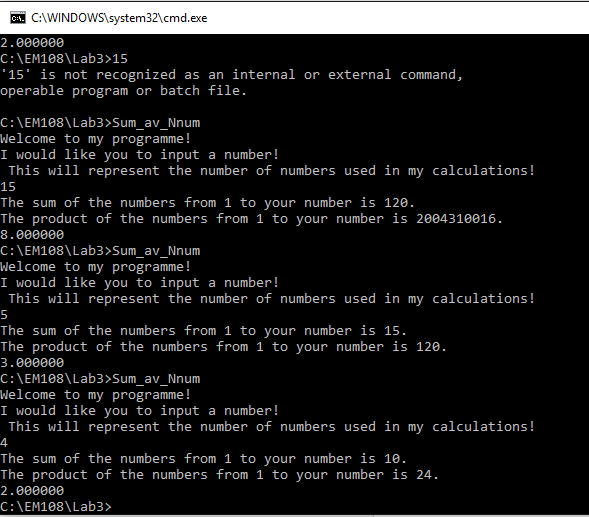 C:\WINDOWS\system32\cmd.exe
2.000000
C:\EM108\Lab3>15
'15' is not recognized as an internal or external command,
operable program or batch file.
C:\EM108\Lab3>Sum_av_Nnum
Welcome to my programme!
I would like you to input a number!
 This will represent the number of numbers used in my calculations!
15
The sum of the numbers from 1 to your number is 120.
The product of the numbers from 1 to your number is 2004310016.
8.000000
C:\EM108\Lab3>Sum_av_Nnum
Welcome to my programme!
I would like you to input a number!
 This will represent the number of numbers used in my calculations!
5
The sum of the numbers from 1 to your number is 15.
The product of the numbers from 1 to your number is 120.
3.000000
C:\EM108\Lab3>Sum_av_Nnum
Welcome to my programme!
I would like you to input a number!
 This will represent the number of numbers used in my calculations!
4
The sum of the numbers from 1 to your number is 10.
The product of the numbers from 1 to your number is 24.
2.000000
C:\EM108\Lab3>